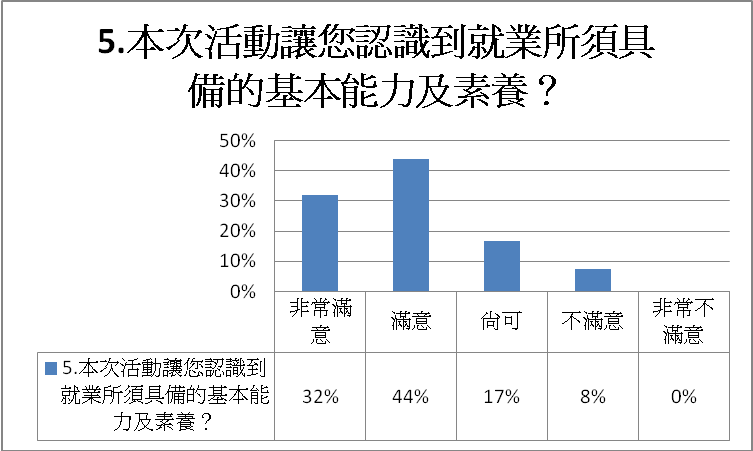 5.本次活動讓您認識到就業所須具
備的基本能力及素養？
50%
40%
30%
20%
10%
0%
非常滿
意
滿意
尚可
不滿意
非常不
滿意
5.本次活動讓您認識到
就業所須具備的基本能
力及素養？
32%
44%
17%
8%
0%